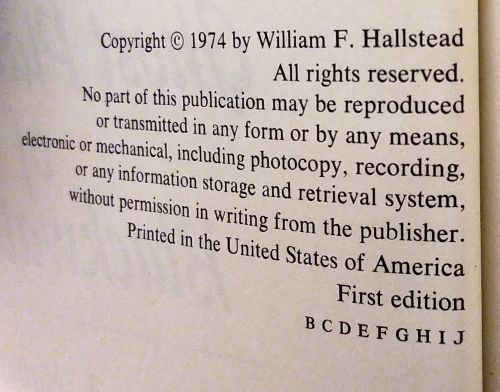 Copyright © 1974 by William F. Hallstead
All rights reserved.
No part of this publication may be reproduced
or transmitted in any form or by any means,
electronic or mechanical, including photocopy, recording,
or any information storage and retrieval system,
without permission in writing from the publisher.
Printed in the United States of America
First edition
B C D E F G H I J